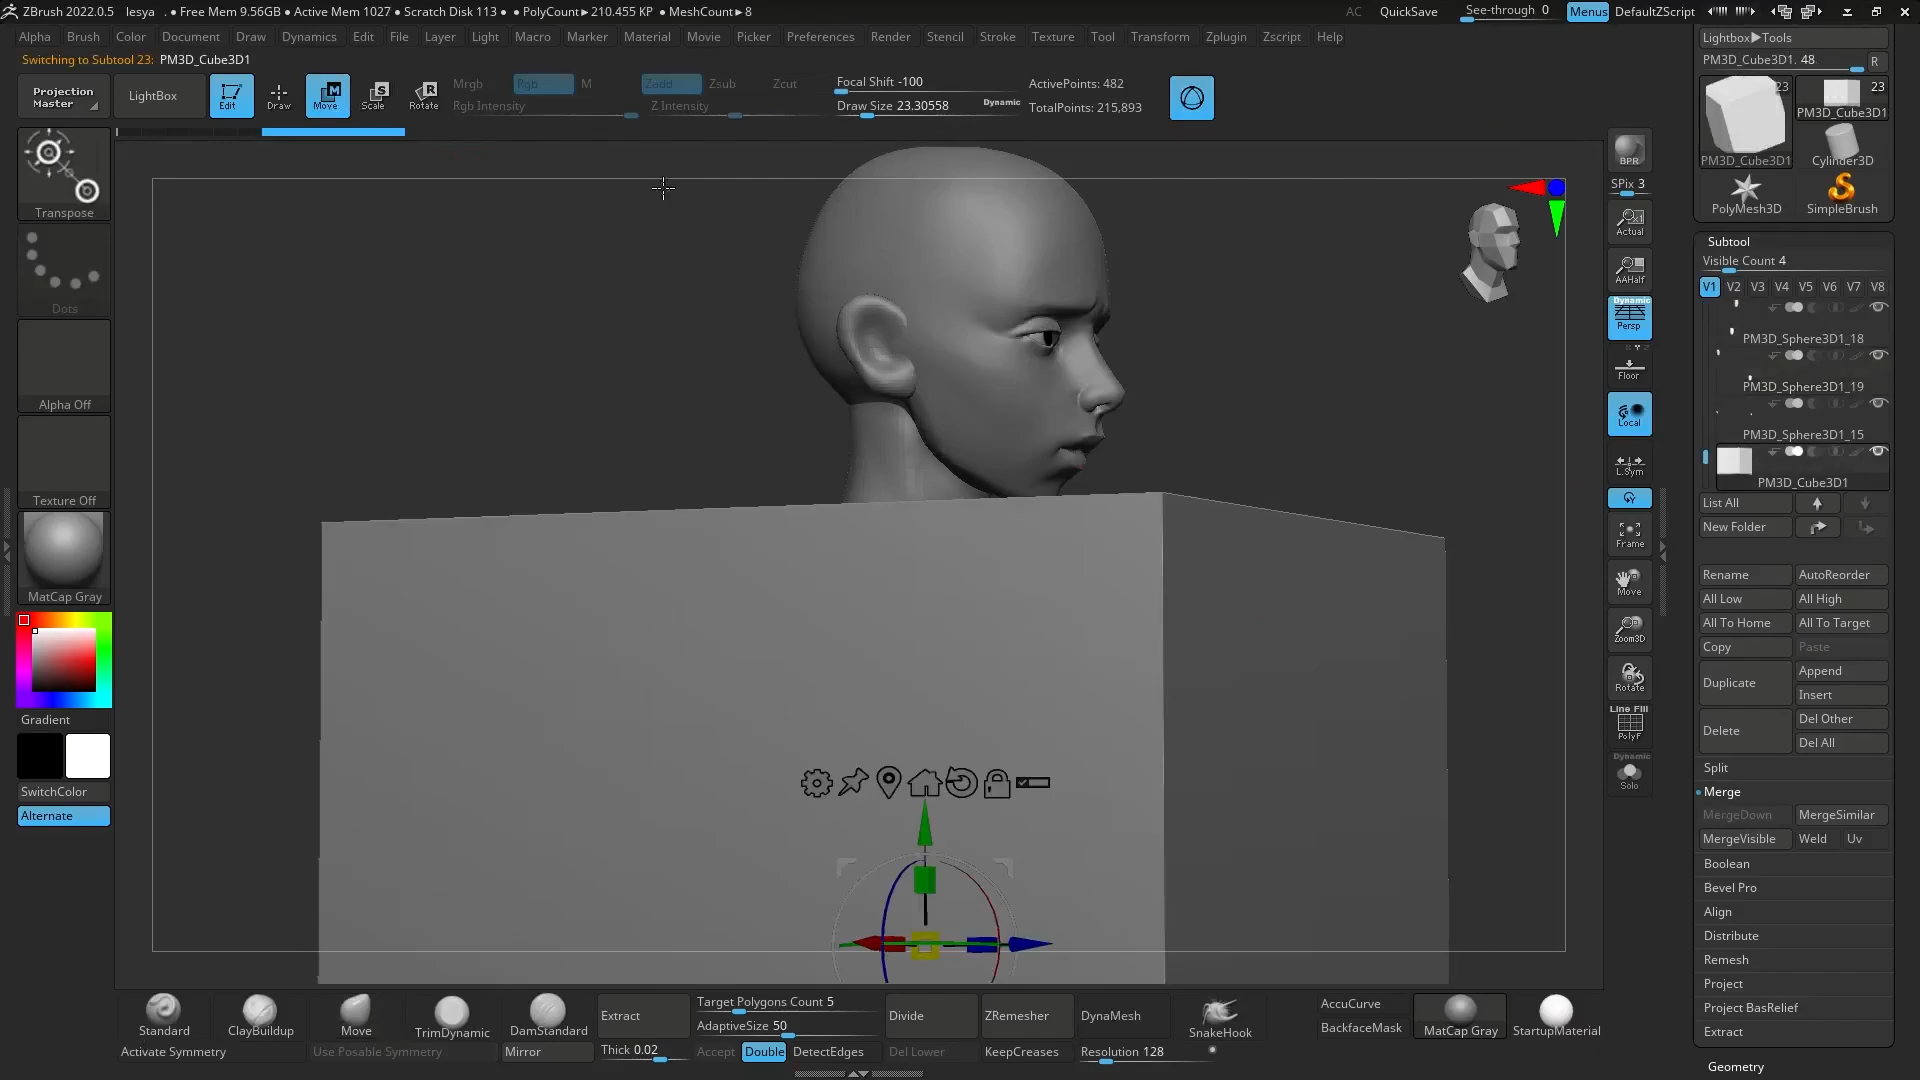 ZBrush 2022.0.5 lesya . • Free Mem 9.56GB • Active Mem 1027 • Scratch Disk 113 • • PolyCount▸210.455 KP • MeshCount▸8
AC QuickSave See-through 0 Menus DefaultZScript
Alpha Brush Color Document Draw Dynamics Edit File Layer Light Macro Marker Material Movie Picker Preferences Render Stencil Stroke Texture Tool Transform Zplugin Zscript Help
Switching to Subtool 23: PM3D_Cube3D1
Projection
Master
LightBox
Edit
Draw
Move
Scale
Rotate
Mrgb Rgb M
Rgb Intensity
Zadd Zsub Zcut
Z Intensity
Focal Shift -100
Draw Size 23.30558 Dynamic
ActivePoints: 482
TotalPoints: 215,893
Transpose
Dots
Alpha Off
Texture Off
MatCap Gray
Gradient
SwitchColor
Alternate
BPR
SPix 3
Actual
AAHalf
Dynamic
Persp
Floor
Local
L.Sym
Frame
Move
Zoom3D
Rotate
Line Fill
PolyF
Dynamic
Solo
Lightbox▶Tools
PM3D_Cube3D1. 48 R
23
PM3D_Cube3D1
23
PM3D_Cube3D1
Cylinder3D
PolyMesh3D
SimpleBrush
Subtool
Visible Count 4
V1 V2 V3 V4 V5 V6 V7 V8
PM3D_Sphere3D1_18
PM3D_Sphere3D1_19
PM3D_Sphere3D1_15
PM3D_Cube3D1
List All
New Folder
Rename AutoReorder
All Low All High
All To Home All To Target
Copy Paste
Duplicate Append
Insert
Delete Del Other
Del All
Split
Merge
MergeDown MergeSimilar
MergeVisible Weld Uv
Boolean
Bevel Pro
Align
Distribute
Remesh
Project
Project BasRelief
Extract
Geometry
Standard
ClayBuildup
Move
TrimDynamic
DamStandard
Extract
Target Polygons Count 5
AdaptiveSize 50
Divide
ZRemesher
DynaMesh
SnakeHook
AccuCurve
BackfaceMask
MatCap Gray
StartupMaterial
Activate Symmetry
Use Posable Symmetry
Mirror
Thick 0.02
Accept
Double
DetectEdges
Del Lower
KeepCreases
Resolution 128